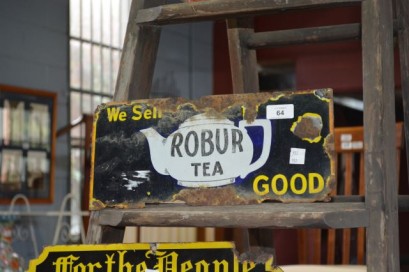 We Sell
ROBUR
TEA
GOOD
64
For the People